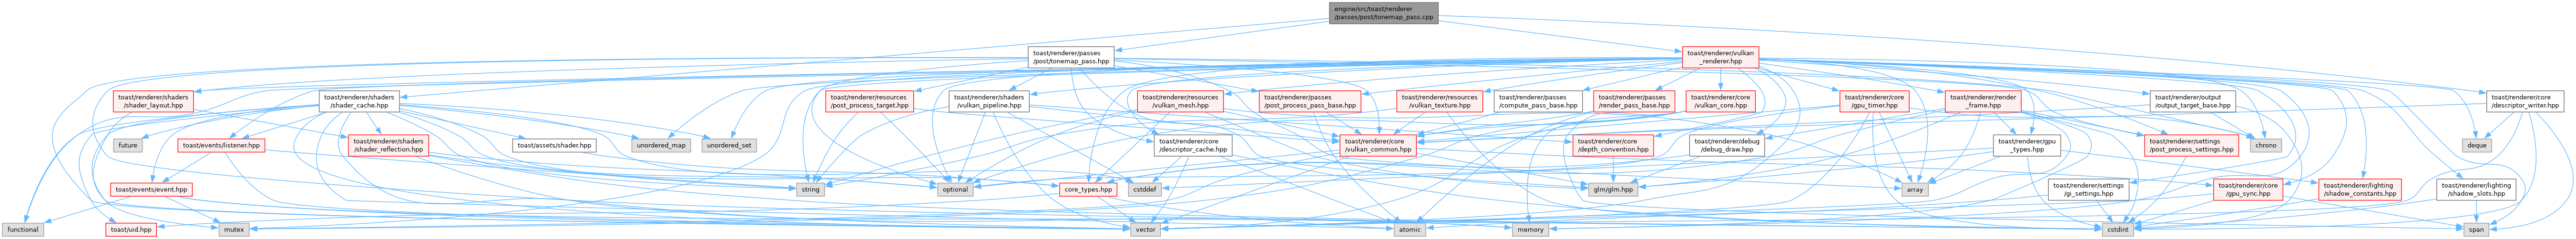 engine/src/toast/renderer
/passes/post/tonemap_pass.cpp
toast/renderer/passes
/post/tonemap_pass.hpp
toast/renderer/vulkan
_renderer.hpp
toast/renderer/shaders
/shader_layout.hpp
toast/renderer/shaders
/shader_cache.hpp
toast/renderer/resources
/post_process_target.hpp
toast/renderer/shaders
/vulkan_pipeline.hpp
toast/renderer/resources
/vulkan_mesh.hpp
toast/renderer/passes
/post_process_pass_base.hpp
toast/renderer/resources
/vulkan_texture.hpp
toast/renderer/passes
/compute_pass_base.hpp
toast/renderer/passes
/render_pass_base.hpp
toast/renderer/core
/vulkan_core.hpp
toast/renderer/core
/gpu_timer.hpp
toast/renderer/render
_frame.hpp
toast/renderer/output
/output_target_base.hpp
toast/renderer/core
/descriptor_writer.hpp
future
toast/events/listener.hpp
toast/renderer/shaders
/shader_reflection.hpp
toast/assets/shader.hpp
unordered_map
unordered_set
toast/renderer/core
/descriptor_cache.hpp
toast/renderer/core
/vulkan_common.hpp
toast/renderer/core
/depth_convention.hpp
toast/renderer/debug
/debug_draw.hpp
toast/renderer/gpu
_types.hpp
toast/renderer/settings
/post_process_settings.hpp
chrono
deque
toast/events/event.hpp
string
optional
core_types.hpp
cstddef
glm/glm.hpp
array
toast/renderer/settings
/gi_settings.hpp
toast/renderer/core
/gpu_sync.hpp
toast/renderer/lighting
/shadow_constants.hpp
toast/renderer/lighting
/shadow_slots.hpp
functional
toast/uid.hpp
mutex
vector
atomic
memory
cstdint
span